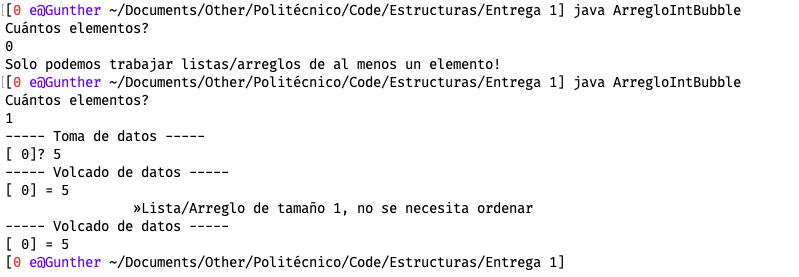 [[0 e@Gunther ~/Documents/Other/Politécnico/Code/Estructuras/Entrega 1] java ArregloIntBubble
Cuántos elementos?
0
Solo podemos trabajar listas/arreglos de al menos un elemento!
[[0 e@Gunther ~/Documents/Other/Politécnico/Code/Estructuras/Entrega 1] java ArregloIntBubble
Cuántos elementos?
1
----- Toma de datos -----
[ 0]? 5
----- Volcado de datos -----
[ 0] = 5
                »Lista/Arreglo de tamaño 1, no se necesita ordenar
----- Volcado de datos -----
[ 0] = 5
[0 e@Gunther ~/Documents/Other/Politécnico/Code/Estructuras/Entrega 1]